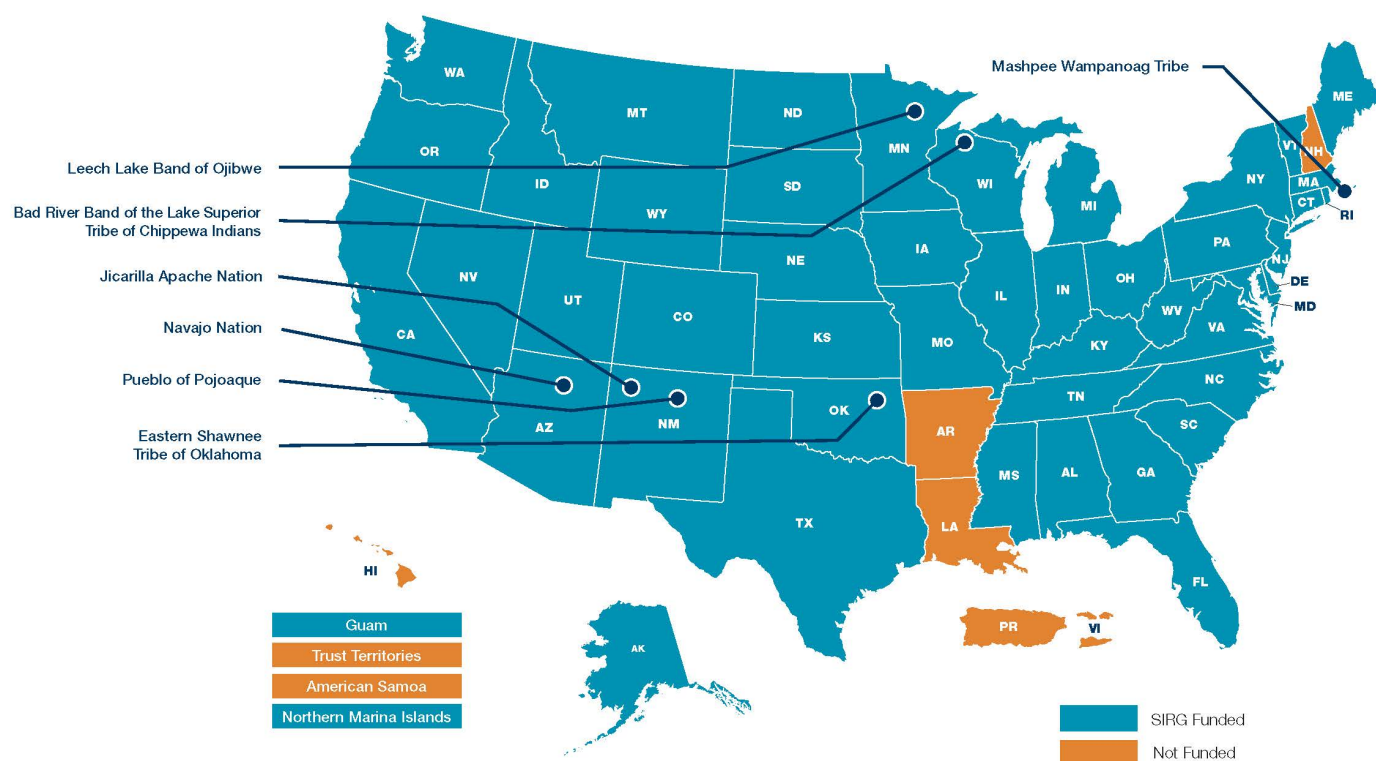 Mashpee Wampanoag Tribe
WA
MT
ND
MN
ME
OR
ID
SD
WI
VT
NH
Leech Lake Band of Ojibwe
WY
MI
NY
MA
CT
RI
Bad River Band of the Lake Superior
Tribe of Chippewa Indians
IA
PA
NE
NJ
Jicarilla Apache Nation
NV
UT
IL
IN
OH
DE
MD
CO
WV
VA
Navajo Nation
CA
KS
MO
KY
Pueblo of Pojoaque
NC
TN
OK
AZ
NM
AR
SC
Eastern Shawnee
Tribe of Oklahoma
MS
AL
GA
TX
LA
HI
FL
Guam
PR
VI
Trust Territories
AK
American Samoa
Northern Marina Islands
SIRG Funded
Not Funded